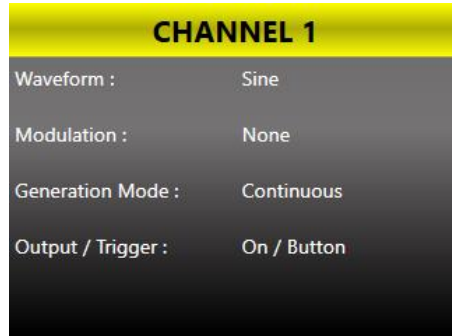 CHANNEL 1
Waveform : Sine
Modulation : None
Generation Mode : Continuous
Output / Trigger : On / Button